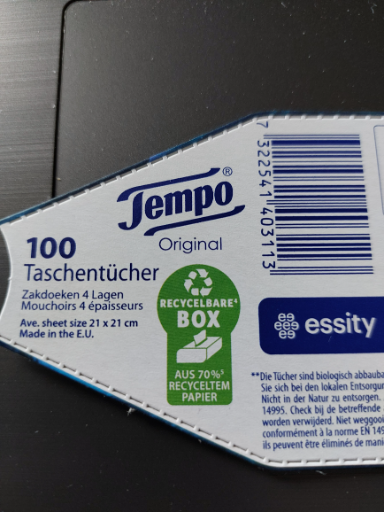 Tempo®
Original
100
Taschentücher
Zakdoeken 4 Lagen
Mouchoirs 4 épaisseurs
Ave. sheet size 21 x 21 cm
Made in the E.U.
RECYCELBARE⁴
BOX
AUS 70%⁵
RECYCELTEM
PAPIER
7 322541 403113
essity
**Die Tücher sind biologisch abbauba
Sie sich bei den lokalen Entsorgun
Nicht in der Natur zu entsorgen.
14995. Check bij de betreffende
worden verwijderd. Niet weggooi
conformément à la norme EN 149
ils peuvent être éliminés de mani